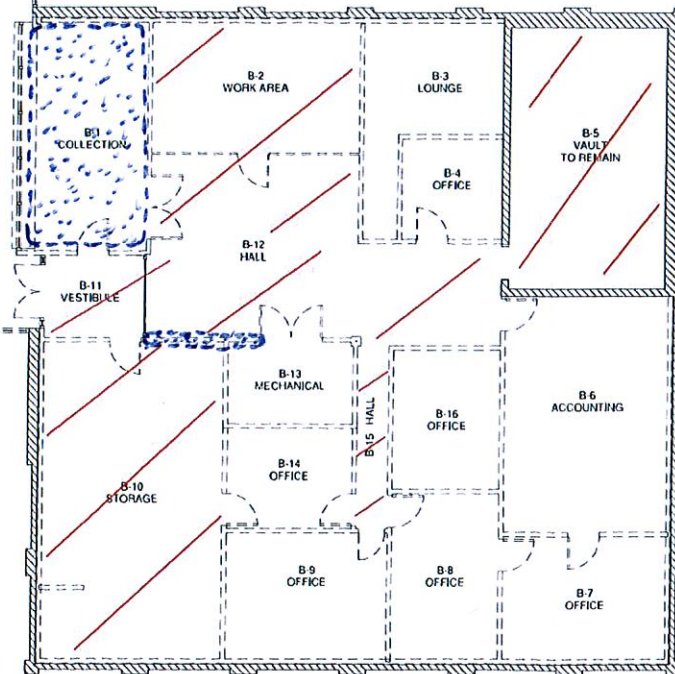 B-2
WORK AREA
B-3
LOUNGE
B-1
COLLECTION
B-5
VAULT
TO REMAIN
B-4
OFFICE
B-12
HALL
B-11
VESTIBULE
B-13
MECHANICAL
B-6
ACCOUNTING
B-15 HALL
B-16
OFFICE
B-14
OFFICE
B-10
STORAGE
B-9
OFFICE
B-8
OFFICE
B-7
OFFICE